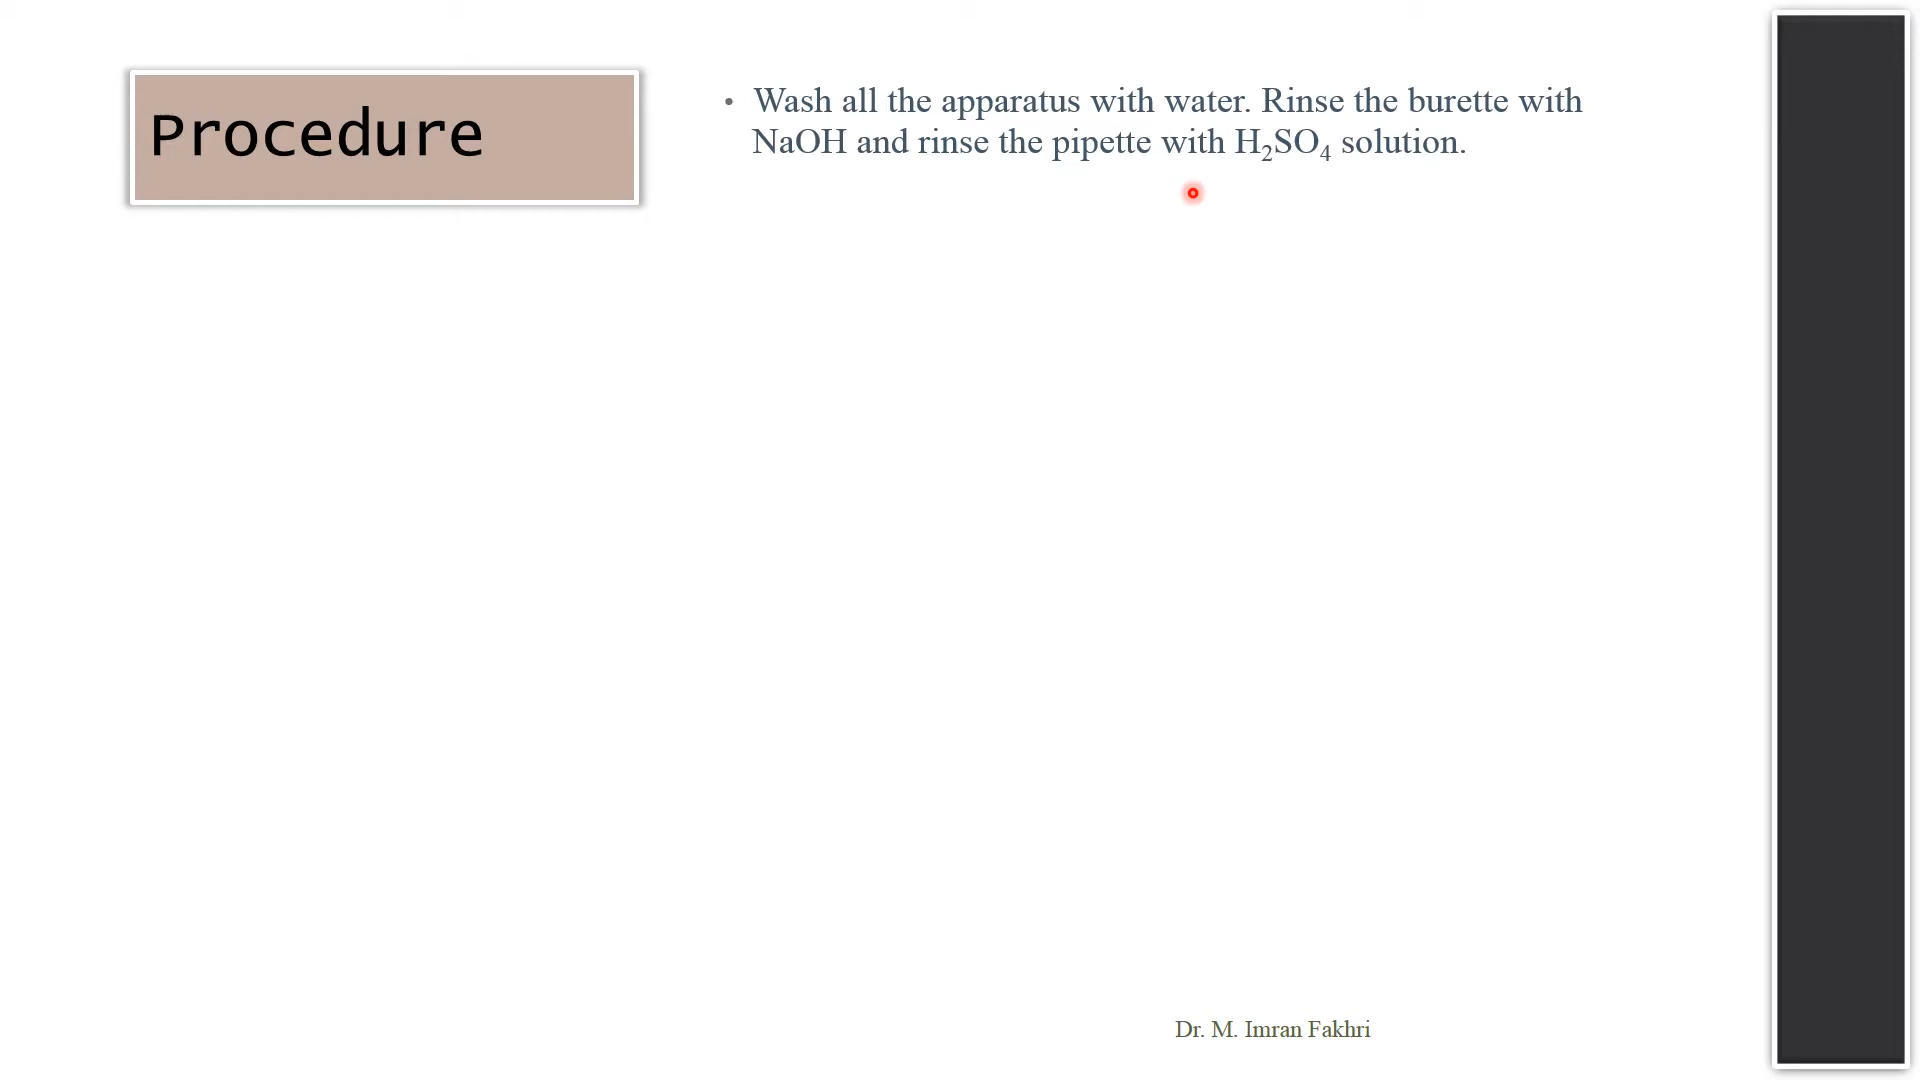 Procedure
• Wash all the apparatus with water. Rinse the burette with
NaOH and rinse the pipette with H₂SO₄ solution.
Dr. M. Imran Fakhri